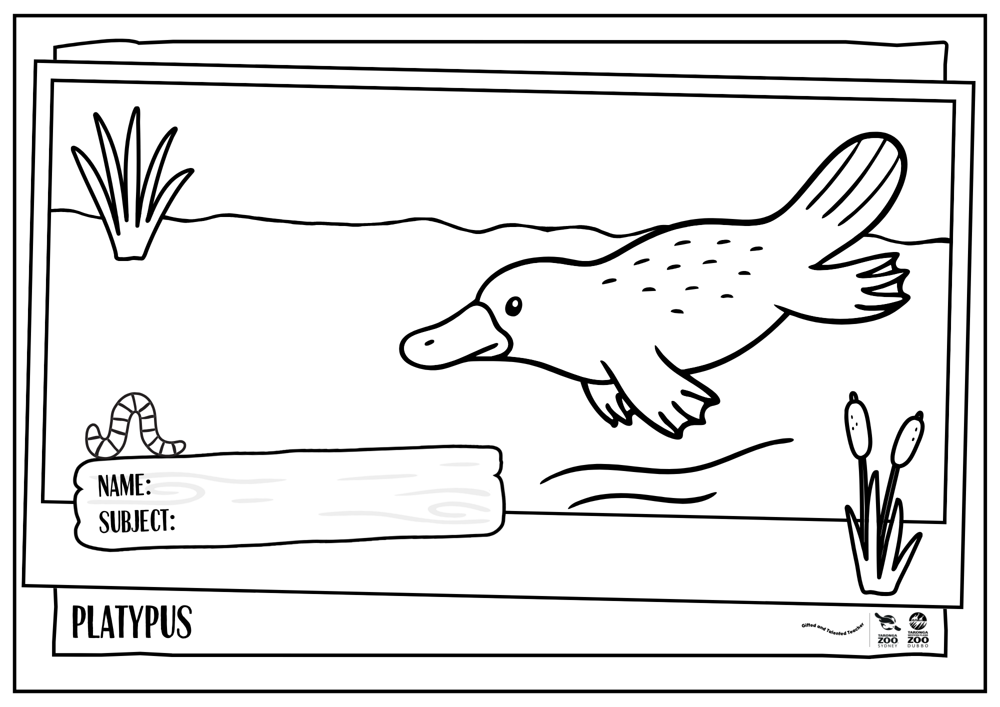 NAME:
SUBJECT:
PLATYPUS
Gifted and Talented Teacher
TARONGA
ZOO
SYDNEY
TARONGA
WESTERN PLAINS
ZOO
DUBBO